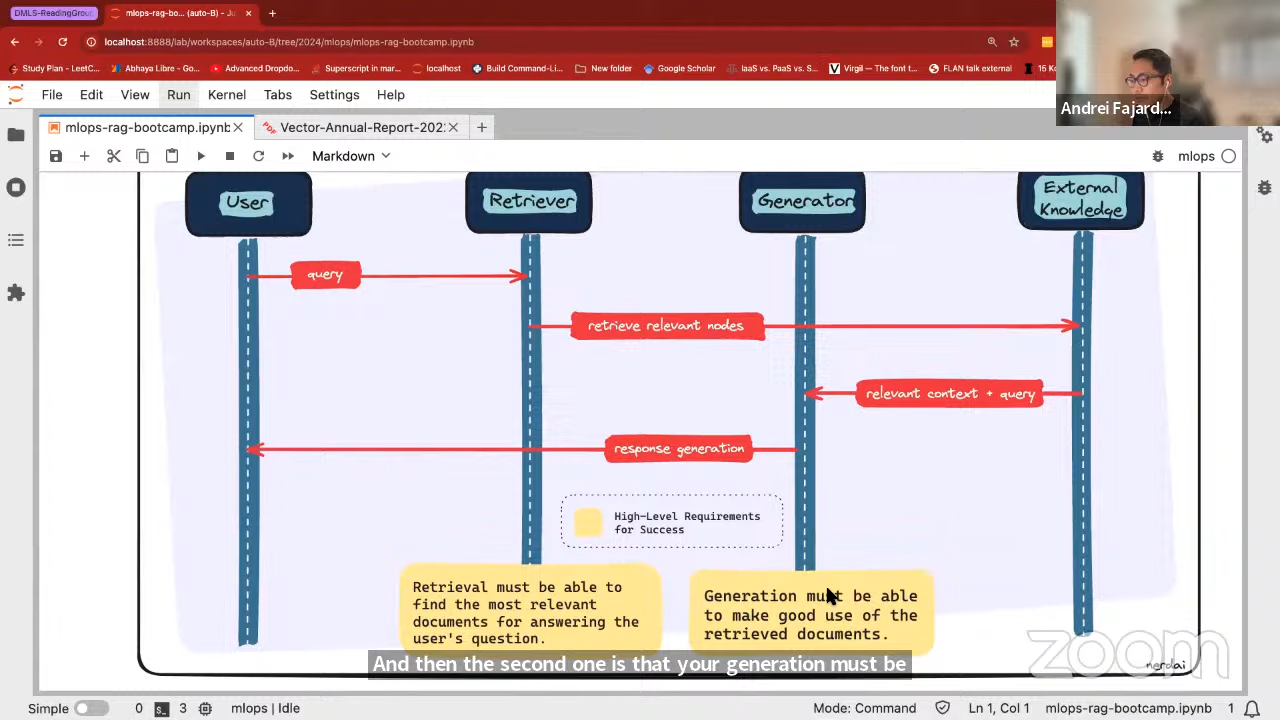 DMLS-ReadingGroup
mlops-rag-bo... (auto-B) - Ju
localhost:8888/lab/workspaces/auto-B/tree/2024/mlops/mlops-rag-bootcamp.ipynb
Study Plan - LeetC...
Abhaya Libre - Go...
Advanced Dropdo...
Superscript in mar...
localhost
Build Command-Li...
New folder
Google Scholar
IaaS vs. PaaS vs. S...
Virgil — The font t...
FLAN talk external
16 Ko
Andrei Fajard...
File Edit View Run Kernel Tabs Settings Help
mlops-rag-bootcamp.ipynb
Vector-Annual-Report-202
Markdown
mlops
User
Retriever
Generator
External
Knowledge
query
retrieve relevant nodes
relevant context + query
response generation
High-Level Requirements
for Success
Retrieval must be able to
find the most relevant
documents for answering the
user's question.
Generation must be able
to make good use of the
retrieved documents.
And then the second one is that your generation must be
zoom
Simple 0 3 mlops | Idle
Mode: Command Ln 1, Col 1 mlops-rag-bootcamp.ipynb 1